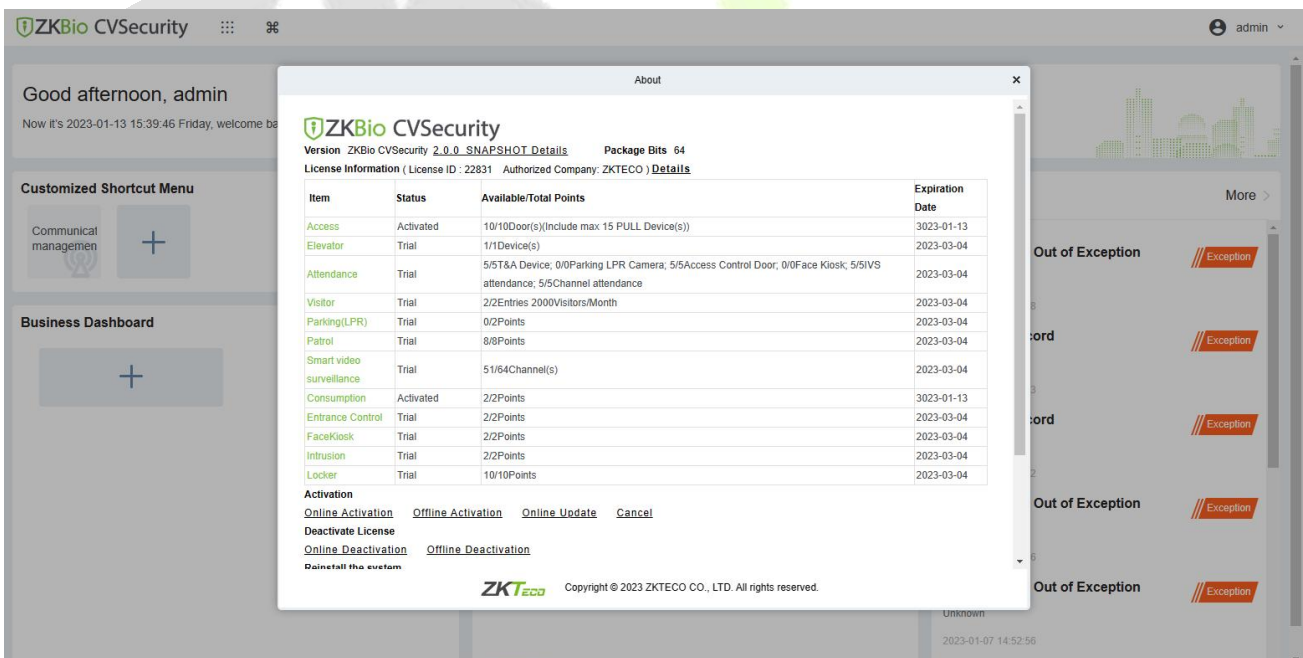 ZKBio CVSecurity
admin
Good afternoon, admin
Now it's 2023-01-13 15:39:46 Friday, welcome ba
Customized Shortcut Menu
Communicat
managemen
Business Dashboard
About
ZKBio CVSecurity
Version ZKBio CVSecurity 2.0.0_SNAPSHOT Details Package Bits 64
License Information ( License ID : 22831 Authorized Company: ZKTECO ) Details
Item Status Available/Total Points Expiration Date
Access Activated 10/10Door(s)(Include max 15 PULL Device(s)) 3023-01-13
Elevator Trial 1/1Device(s) 2023-03-04
Attendance Trial 5/5T&A Device; 0/0Parking LPR Camera; 5/5Access Control Door; 0/0Face Kiosk; 5/5IVS attendance; 5/5Channel attendance 2023-03-04
Visitor Trial 2/2Entries 2000Visitors/Month 2023-03-04
Parking(LPR) Trial 0/2Points 2023-03-04
Patrol Trial 8/8Points 2023-03-04
Smart video surveillance Trial 51/64Channel(s) 2023-03-04
Consumption Activated 2/2Points 3023-01-13
Entrance Control Trial 2/2Points 2023-03-04
FaceKiosk Trial 2/2Points 2023-03-04
Intrusion Trial 2/2Points 2023-03-04
Locker Trial 10/10Points 2023-03-04
Activation
Online Activation Offline Activation Online Update Cancel
Deactivate License
Online Deactivation Offline Deactivation
Reinstall the system
ZKTECO Copyright © 2023 ZKTECO CO., LTD. All rights reserved.
More
Out of Exception
Exception
8
cord
Exception
3
cord
Exception
2
Out of Exception
Exception
6
Out of Exception
Exception
Unknown
2023-01-07 14:52:56